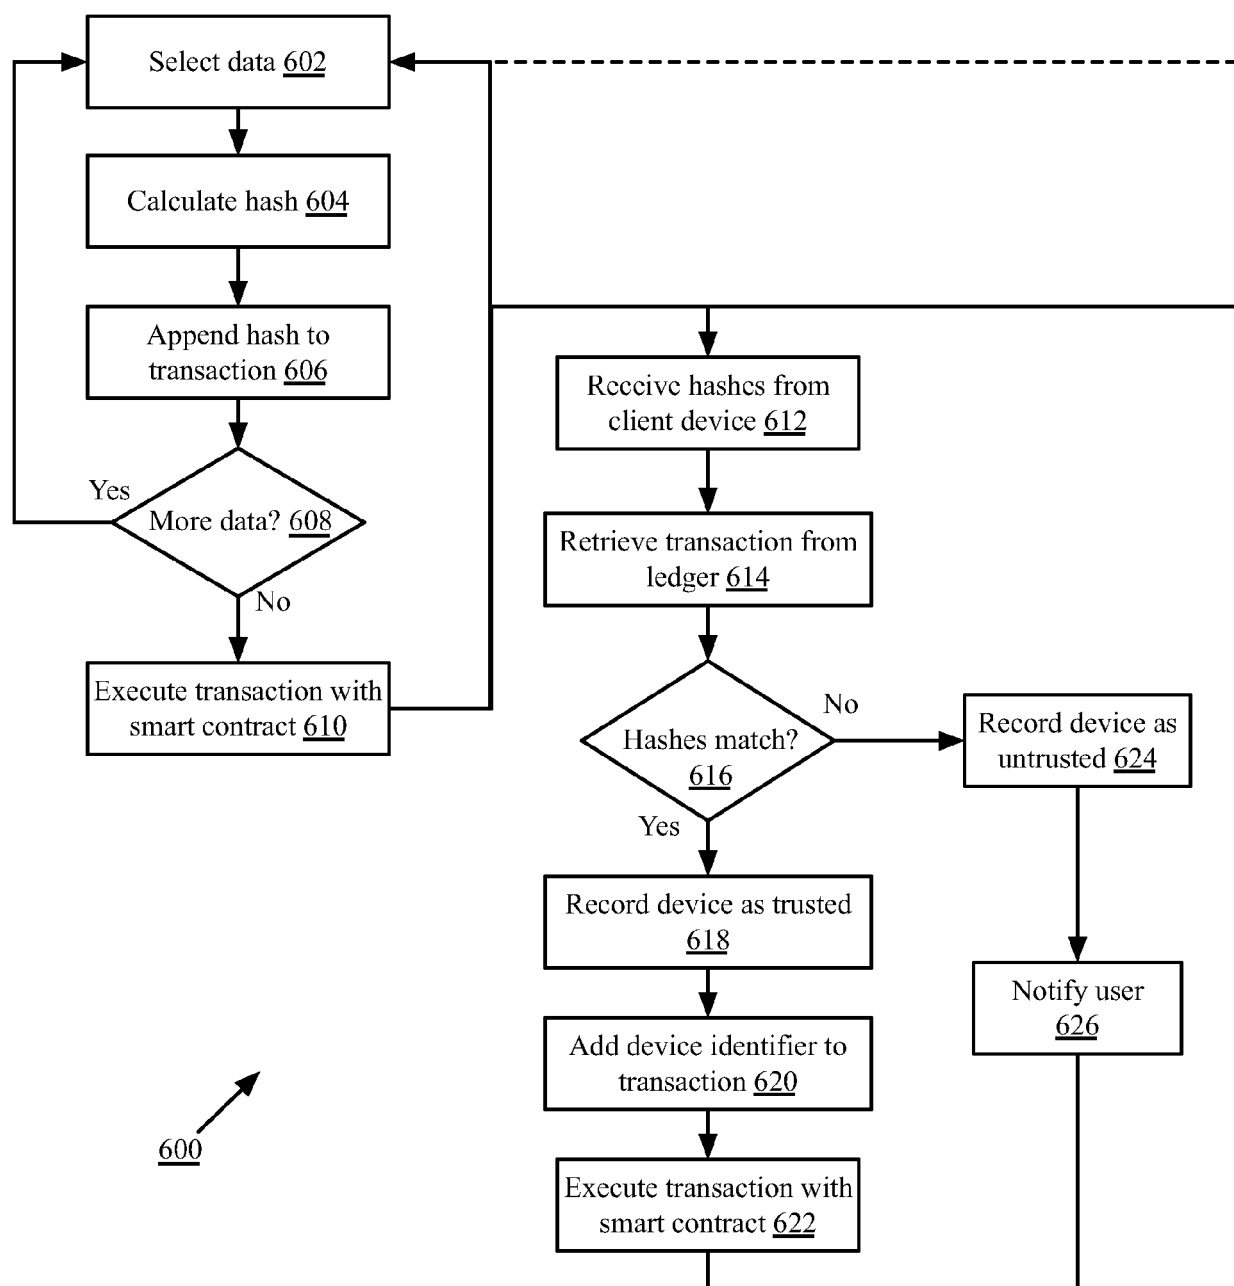 Select data 602
Calculate hash 604
Append hash to
transaction 606
Yes
More data? 608
No
Execute transaction with
smart contract 610
Receive hashes from
client device 612
Retrieve transaction from
ledger 614
No
Hashes match?
616
Yes
Record device as
untrusted 624
Record device as trusted
618
Notify user
626
Add device identifier to
transaction 620
Execute transaction with
smart contract 622
600